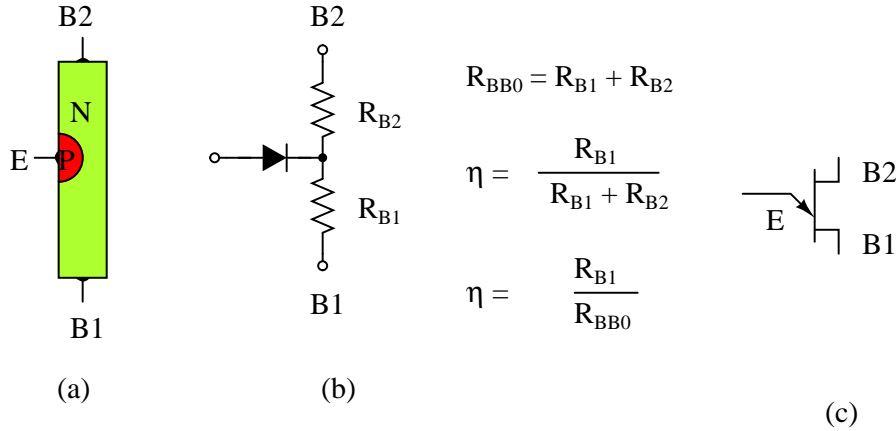 B2
N
E
P
B1
(a)
B2
R_B2
R_B1
B1
(b)
R_BB0 = R_B1 + R_B2
η = R_B1 / R_B1 + R_B2
η = R_B1 / R_BB0
B2
E
B1
(c)